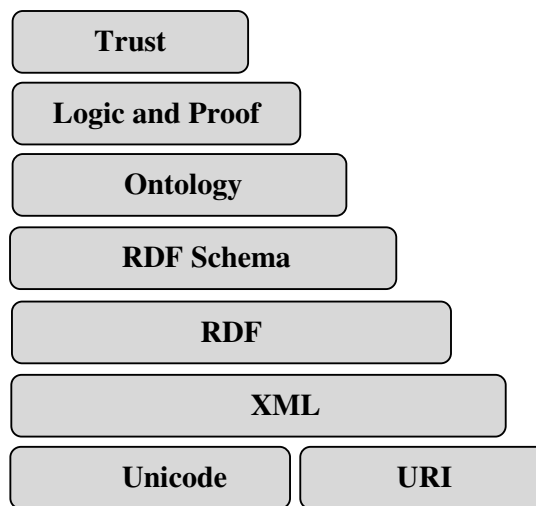 Trust
Logic and Proof
Ontology
RDF Schema
RDF
XML
Unicode URI